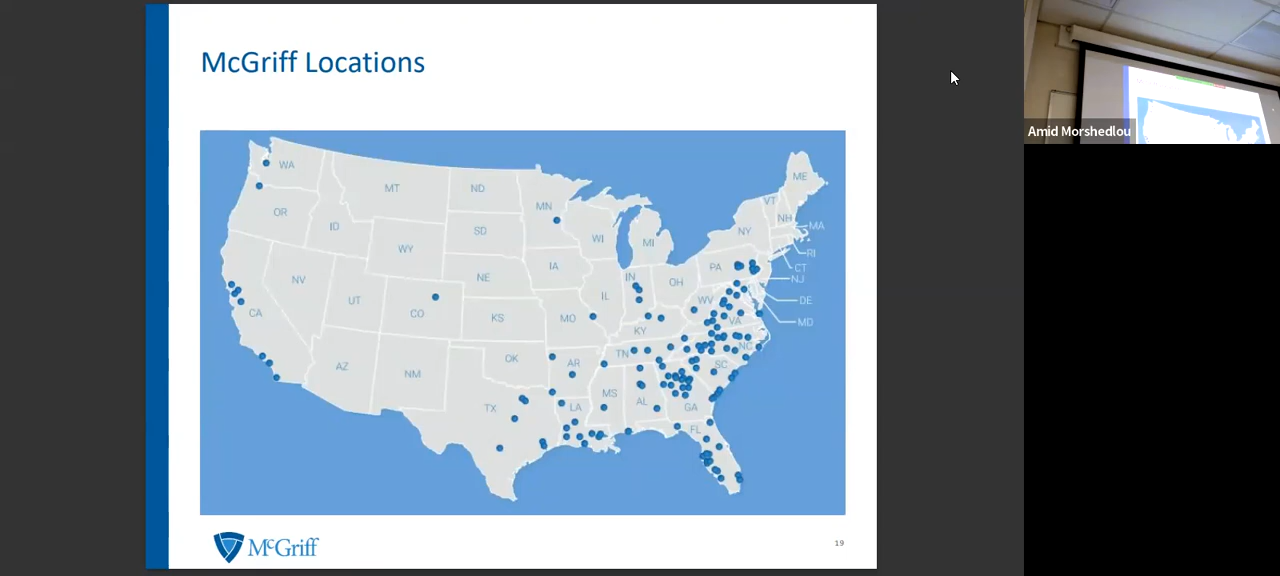 McGriff Locations
WA
MT
ND
MN
ME
VT
NH
MA
OR
ID
SD
WI
MI
NY
RI
WY
IA
PA
CT
NV
NE
IN
OH
NJ
UT
CO
IL
WV
DE
CA
KS
MO
VA
MD
KY
AZ
NM
OK
AR
TN
NC
SC
TX
LA
MS
AL
GA
FL
McGriff
19
Amid Morshedlou